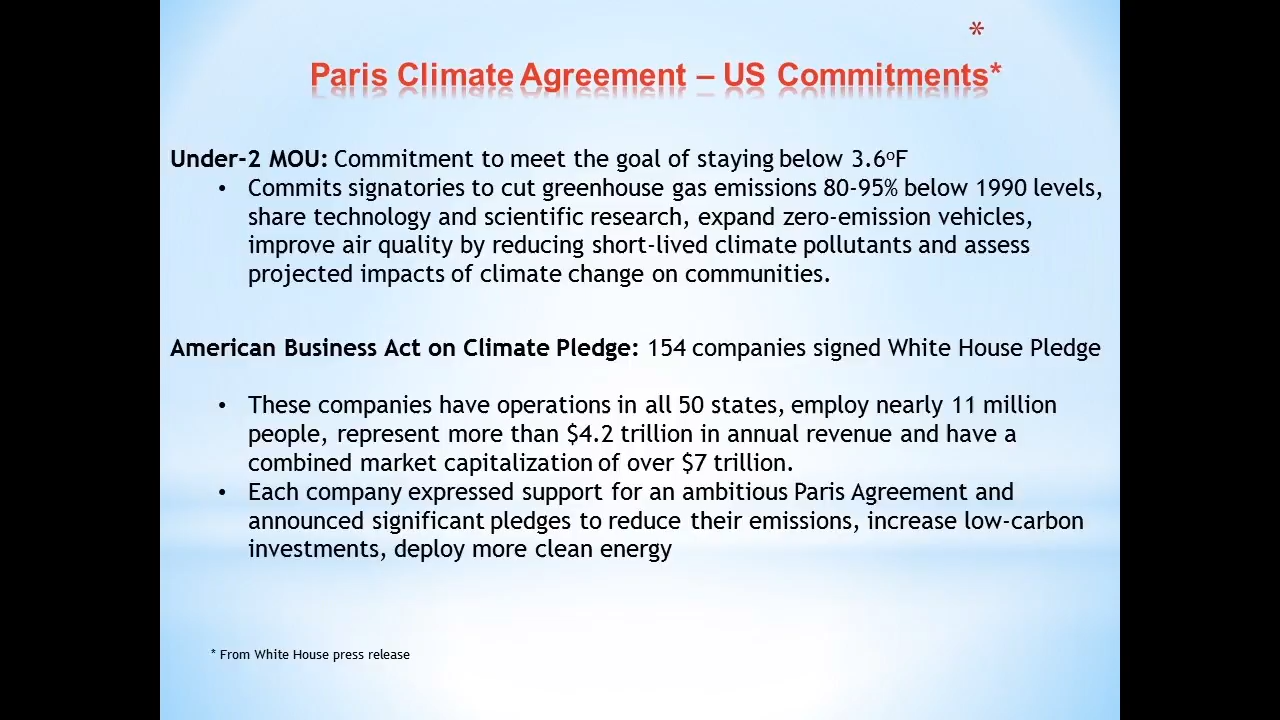 *
Paris Climate Agreement – US Commitments*
Under-2 MOU: Commitment to meet the goal of staying below 3.6ºF
• Commits signatories to cut greenhouse gas emissions 80-95% below 1990 levels,
share technology and scientific research, expand zero-emission vehicles,
improve air quality by reducing short-lived climate pollutants and assess
projected impacts of climate change on communities.
American Business Act on Climate Pledge: 154 companies signed White House Pledge
• These companies have operations in all 50 states, employ nearly 11 million
people, represent more than $4.2 trillion in annual revenue and have a
combined market capitalization of over $7 trillion.
• Each company expressed support for an ambitious Paris Agreement and
announced significant pledges to reduce their emissions, increase low-carbon
investments, deploy more clean energy
* From White House press release